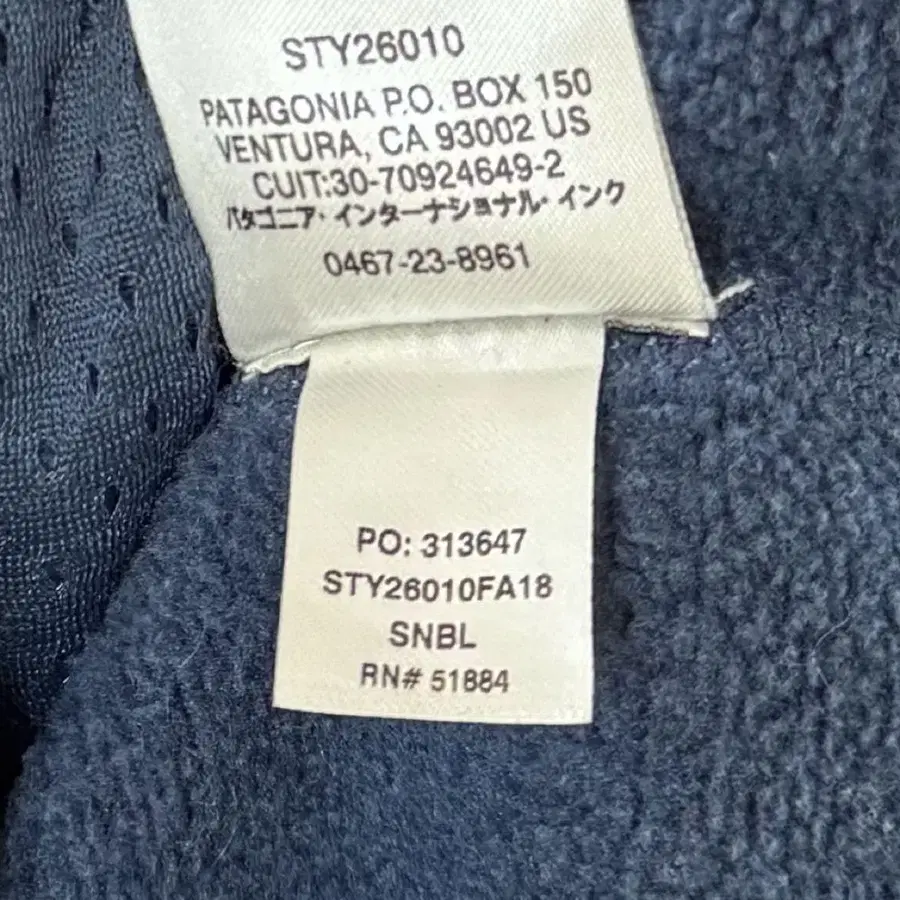 STY26010
PATAGONIA P.O. BOX 150
VENTURA, CA 93002 US
CUIT:30-70924649-2
パタゴニア・インターナショナル・インク
0467-23-8961
PO: 313647
STY26010FA18
SNBL
RN# 51884